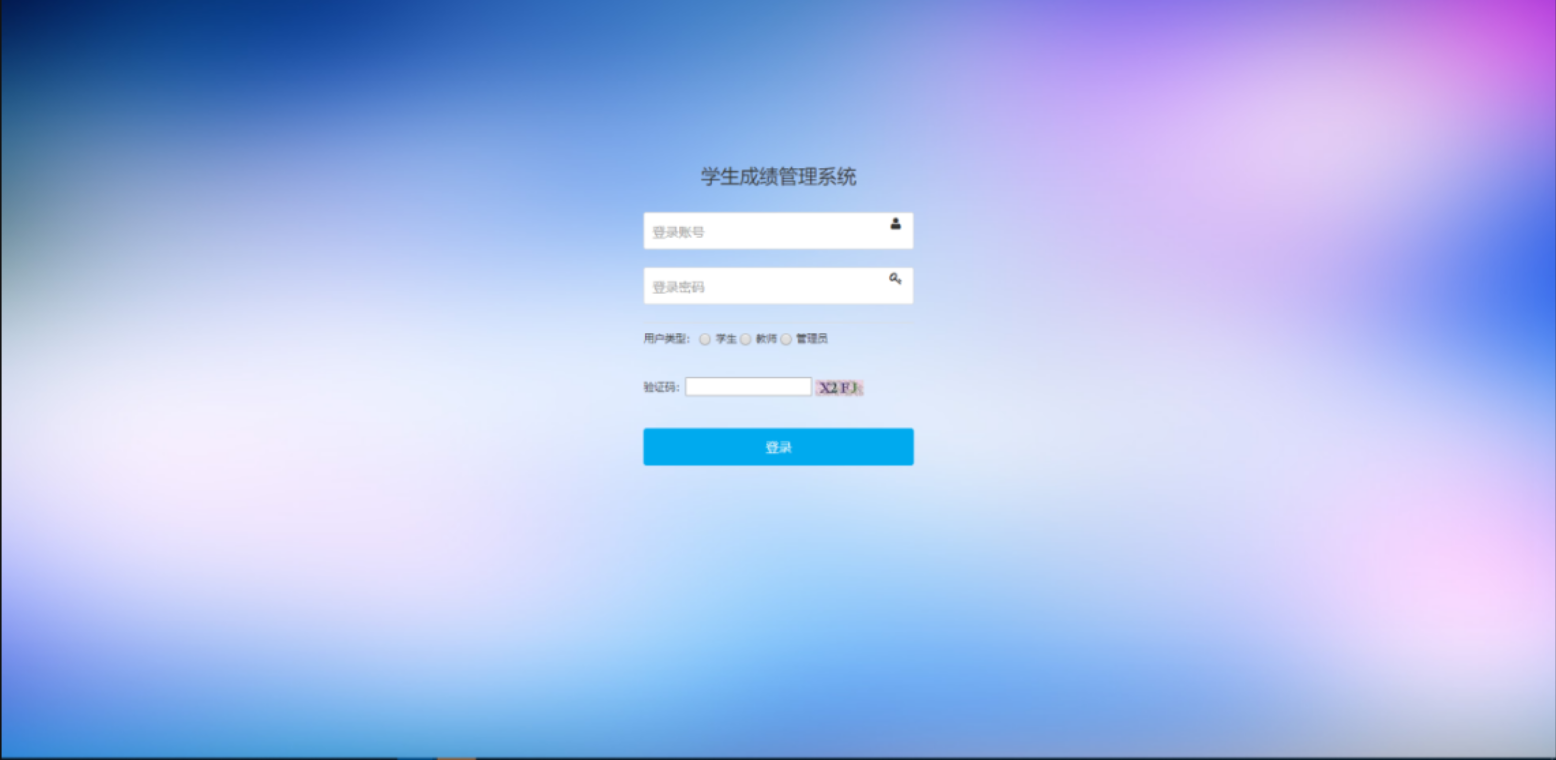 学生成绩管理系统
登录账号
登录密码
用户类型: 学生 教师 管理员
验证码: X2FJ
登录